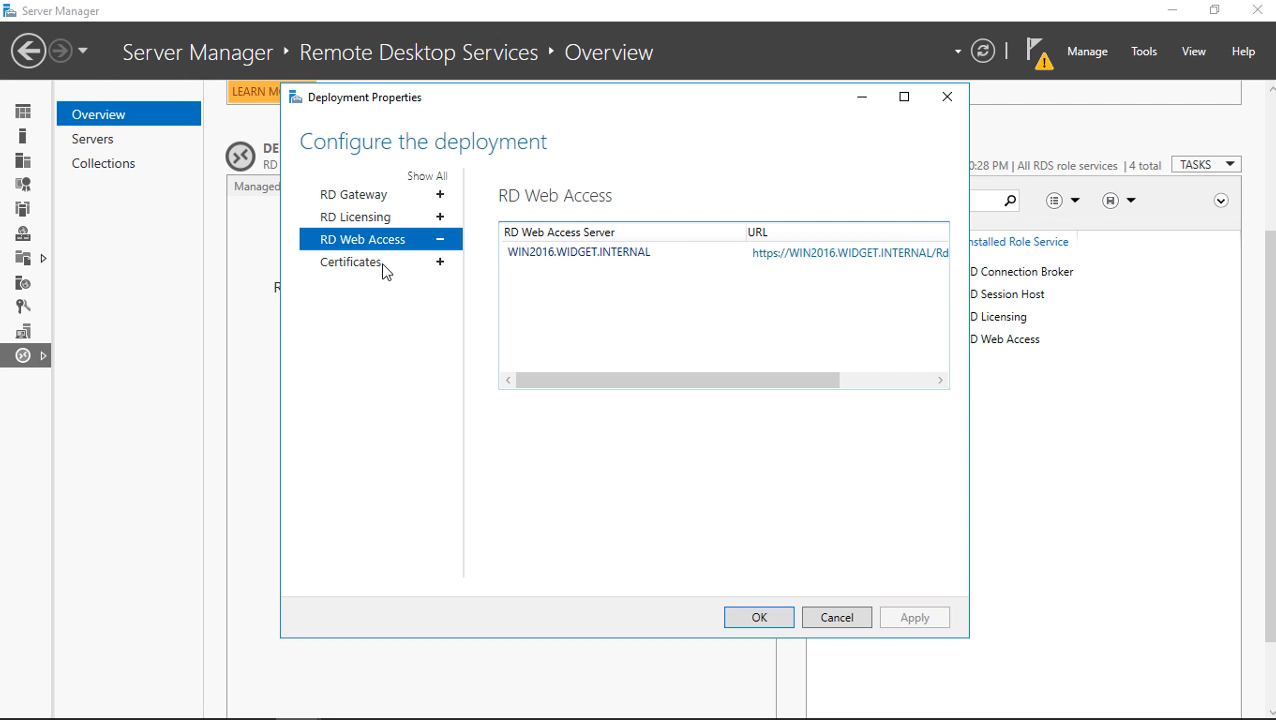 Server Manager
Server Manager ‣ Remote Desktop Services ‣ Overview
Manage Tools View Help
LEARN
Overview
Servers
Collections
Managed
Deployment Properties
Configure the deployment
Show All
RD Gateway +
RD Licensing +
RD Web Access –
Certificates +
RD Web Access
RD Web Access Server URL
WIN2016.WIDGET.INTERNAL https://WIN2016.WIDGET.INTERNAL/Rd
OK Cancel Apply
0:28 PM | All RDS role services | 4 total TASKS
nstalled Role Service
D Connection Broker
D Session Host
D Licensing
D Web Access